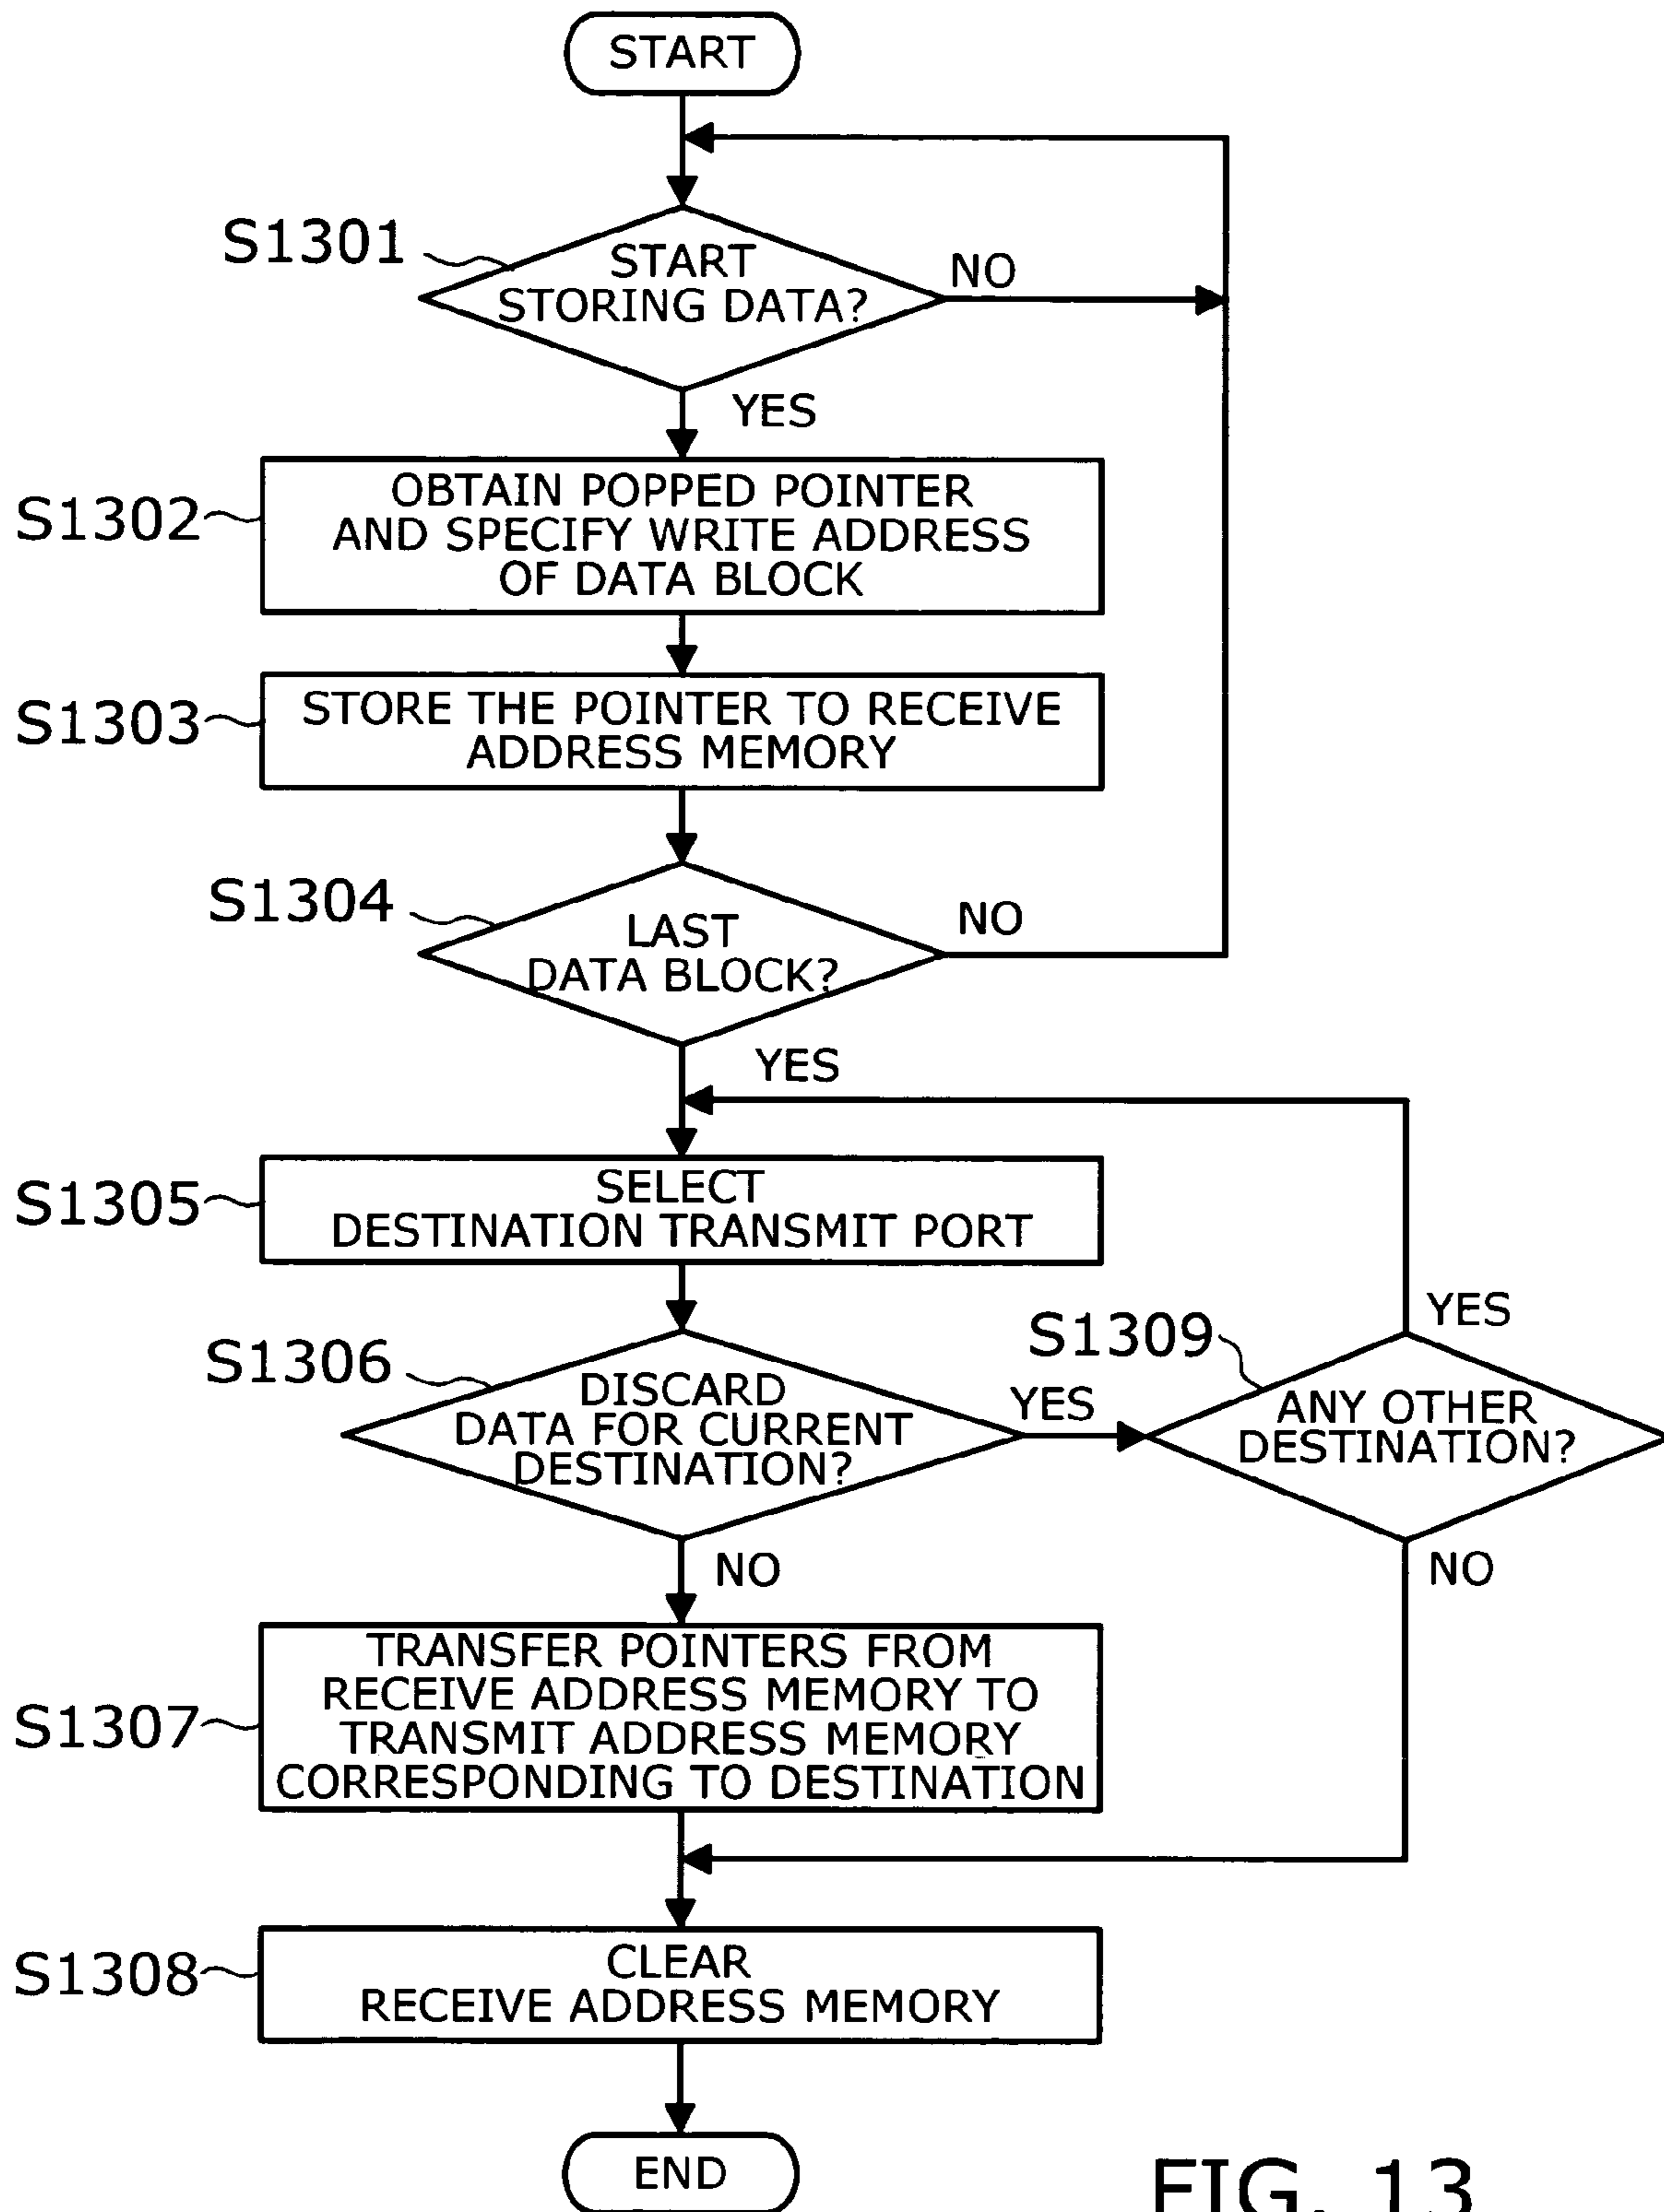 START
S1301
START
STORING DATA?
NO
YES
S1302
OBTAIN POPPED POINTER
AND SPECIFY WRITE ADDRESS
OF DATA BLOCK
S1303
STORE THE POINTER TO RECEIVE
ADDRESS MEMORY
S1304
LAST
DATA BLOCK?
NO
YES
S1305
SELECT
DESTINATION TRANSMIT PORT
S1306
DISCARD
DATA FOR CURRENT
DESTINATION?
YES
S1309
ANY OTHER
DESTINATION?
YES
NO
NO
S1307
TRANSFER POINTERS FROM
RECEIVE ADDRESS MEMORY TO
TRANSMIT ADDRESS MEMORY
CORRESPONDING TO DESTINATION
S1308
CLEAR
RECEIVE ADDRESS MEMORY
END
FIG. 13